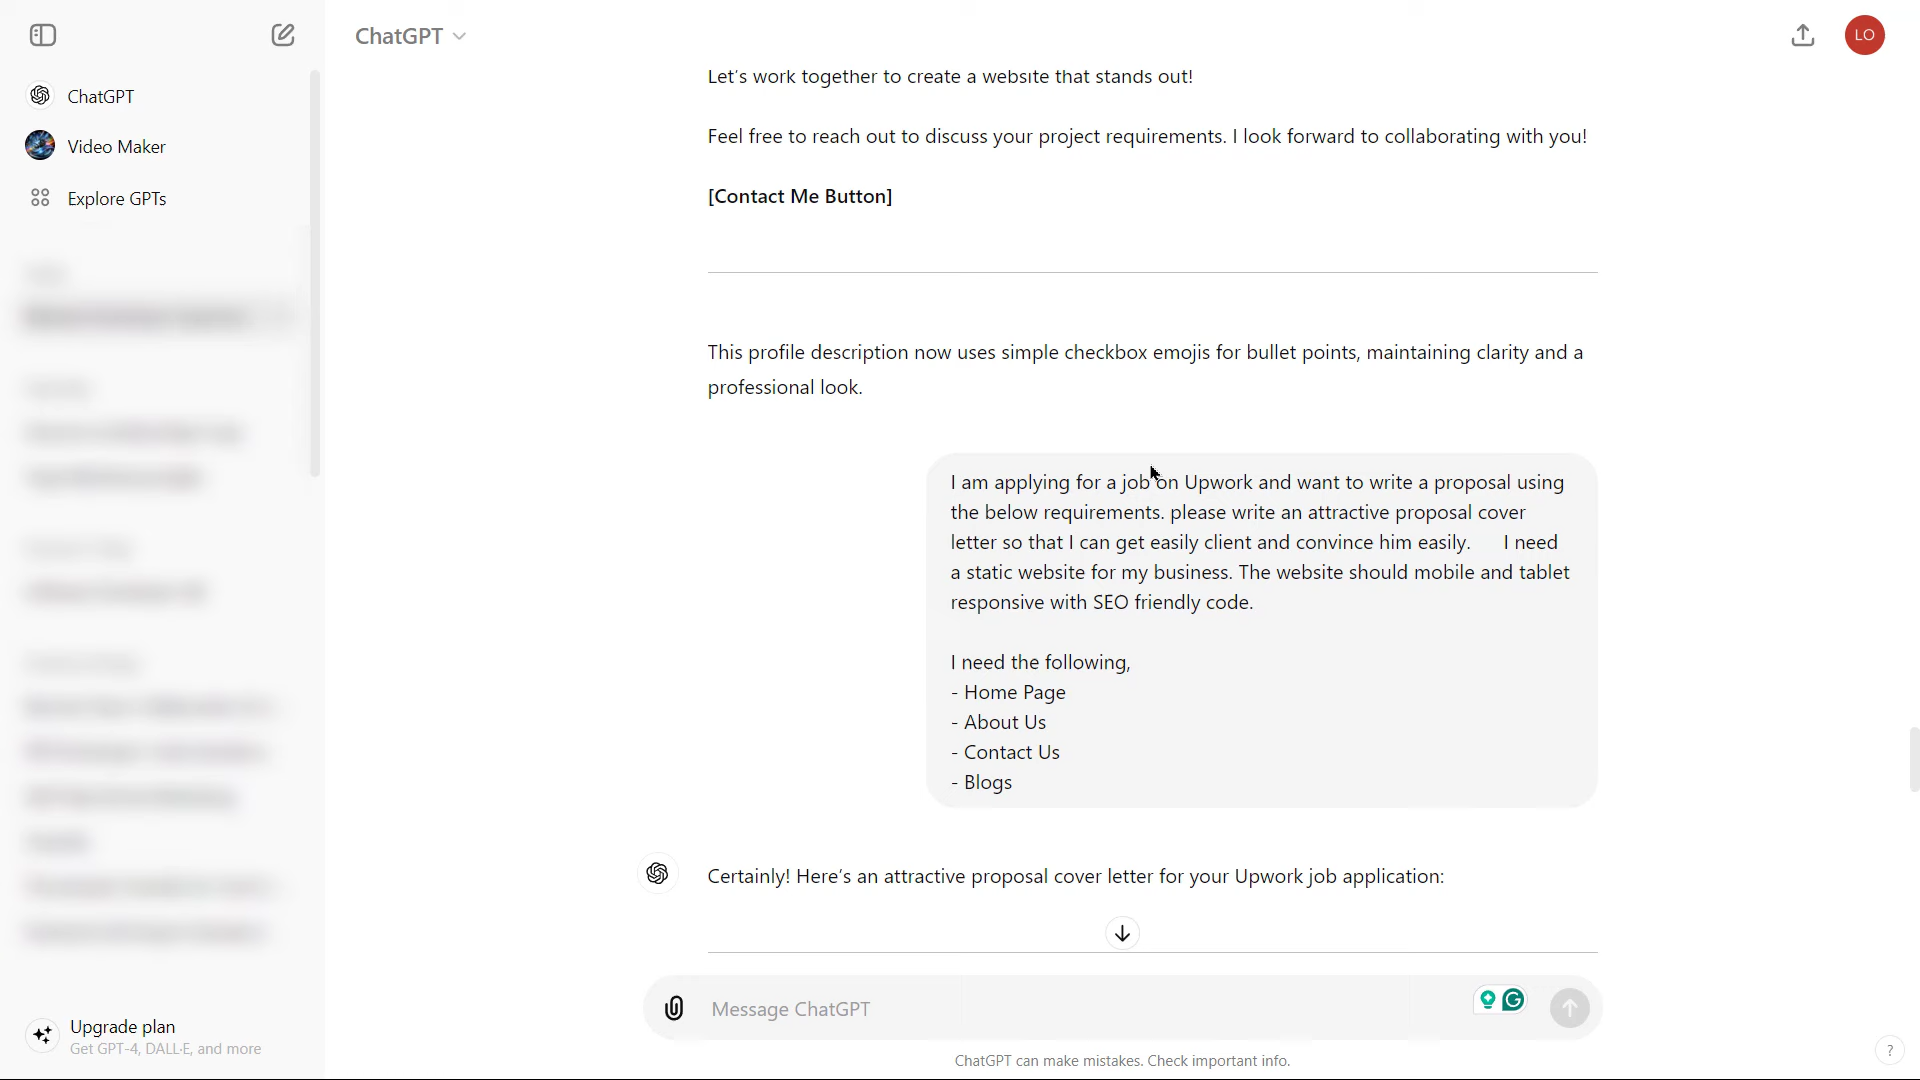 ChatGPT
LO
ChatGPT
Video Maker
Explore GPTs
Let's work together to create a website that stands out!
Feel free to reach out to discuss your project requirements. I look forward to collaborating with you!
[Contact Me Button]
This profile description now uses simple checkbox emojis for bullet points, maintaining clarity and a
professional look.
I am applying for a job on Upwork and want to write a proposal using
the below requirements. please write an attractive proposal cover
letter so that I can get easily client and convince him easily. I need
a static website for my business. The website should mobile and tablet
responsive with SEO friendly code.
I need the following,
- Home Page
- About Us
- Contact Us
- Blogs
Certainly! Here's an attractive proposal cover letter for your Upwork job application:
Message ChatGPT
Upgrade plan
Get GPT-4, DALL·E, and more
ChatGPT can make mistakes. Check important info.
?